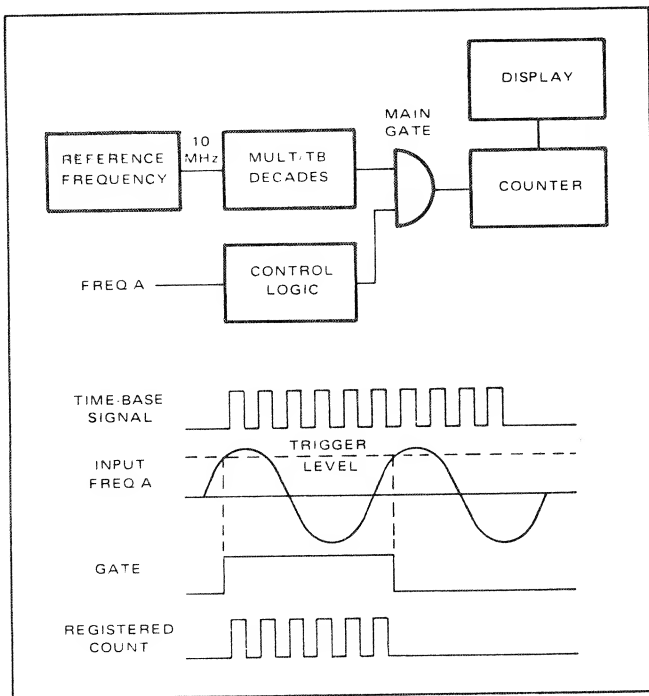 DISPLAY
MAIN
GATE
10
MHz
REFERENCE
FREQUENCY
MULT/TB
DECADES
COUNTER
FREQ A
CONTROL
LOGIC
TIME-BASE
SIGNAL
TRIGGER
LEVEL
INPUT
FREQ A
GATE
REGISTERED
COUNT